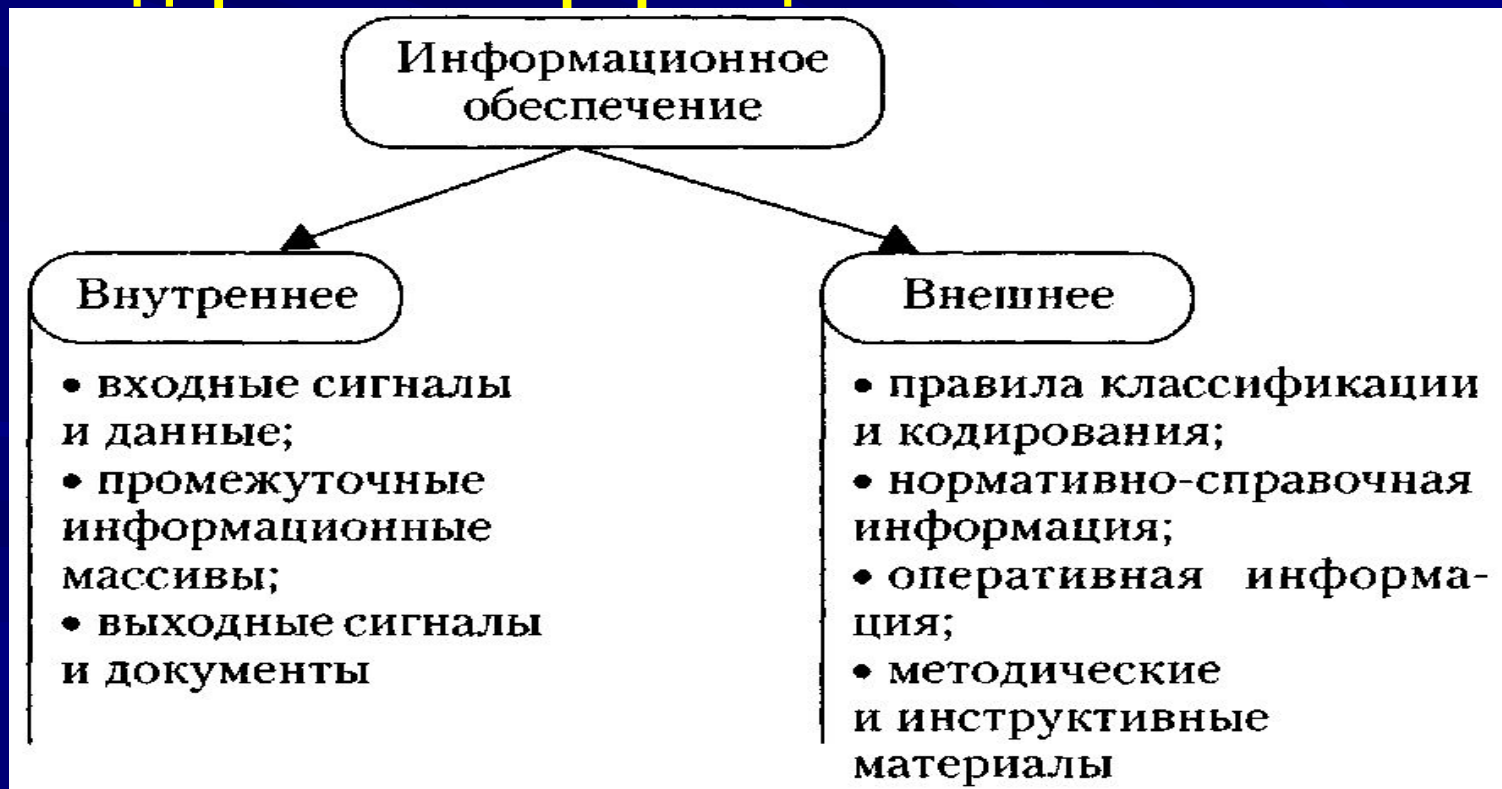 Информационное
обеспечение
Внутреннее
• входные сигналы
и данные;
• промежуточные
информационные
массивы;
• выходные сигналы
и документы
Внешнее
• правила классификации
и кодирования;
• нормативно-справочная
информация;
• оперативная информа-
ция;
• методические
и инструктивные
материалы